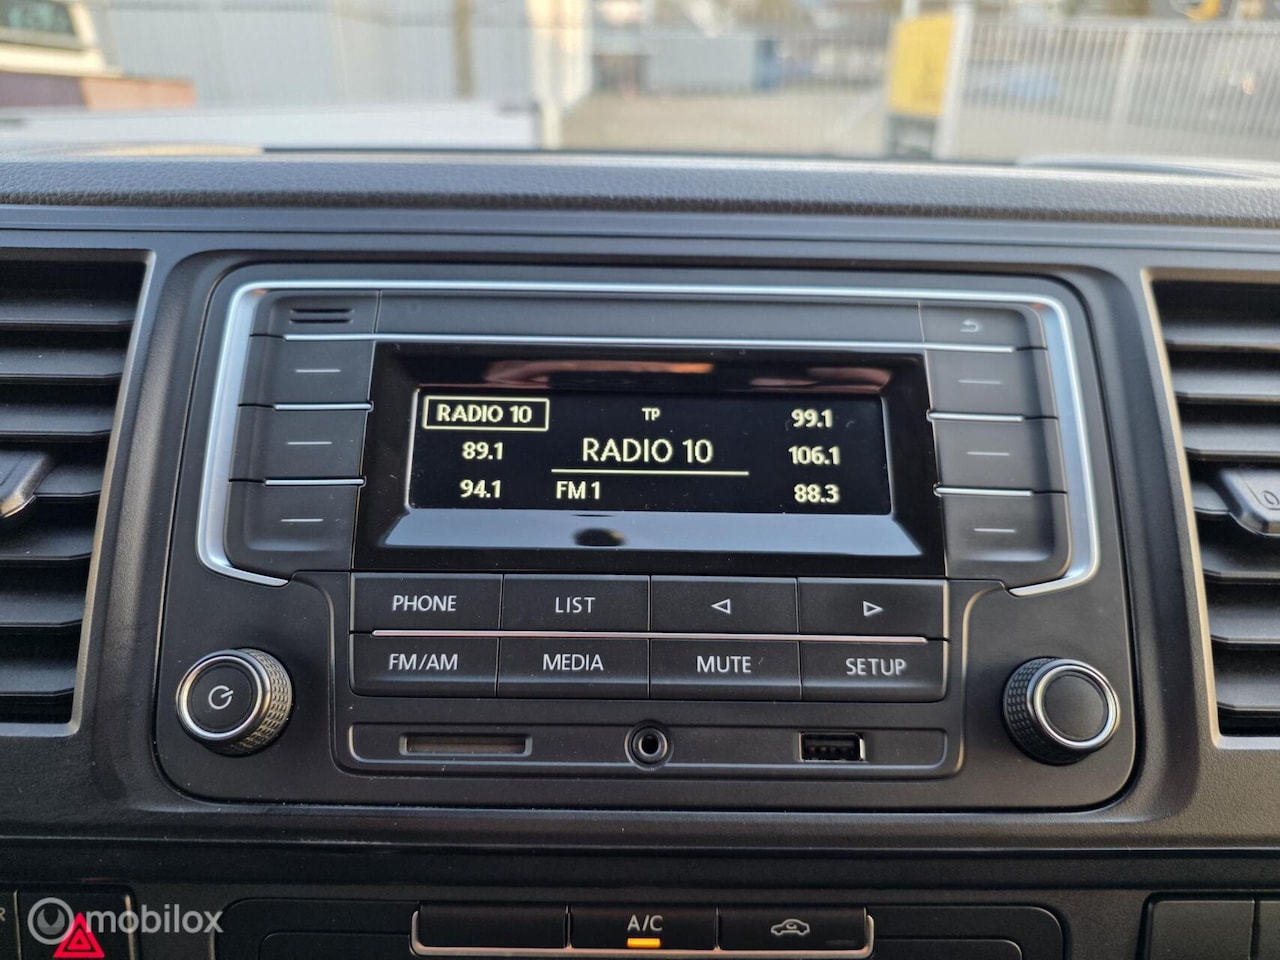 RADIO 10 TP 99.1
89.1 RADIO 10 106.1
94.1 FM 1 88.3
PHONE LIST
FM/AM MEDIA MUTE SETUP
A/C
mobilox